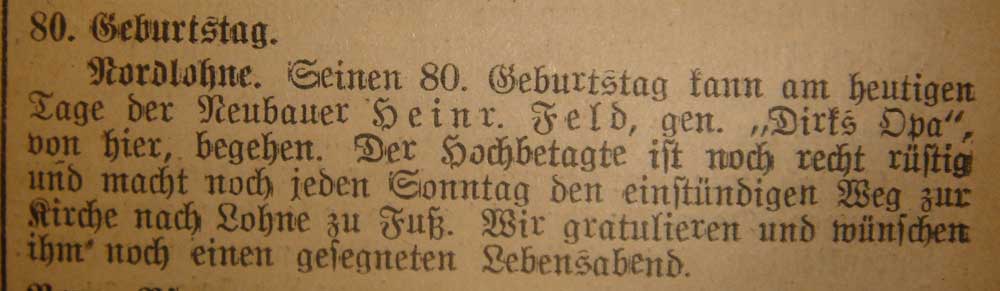 80. Geburtstag.
Nordlohne. Seinen 80. Geburtstag kann am heutigen
Tage der Neubauer Heinr. Feld, gen. „Dirks Opa“,
von hier, begehen. Der Hochbetagte ist noch recht rüstig
und macht noch jeden Sonntag den einstündigen Weg zur
Kirche nach Lohne zu Fuß. Wir gratulieren und wünschen
ihm noch einen gesegneten Lebensabend.